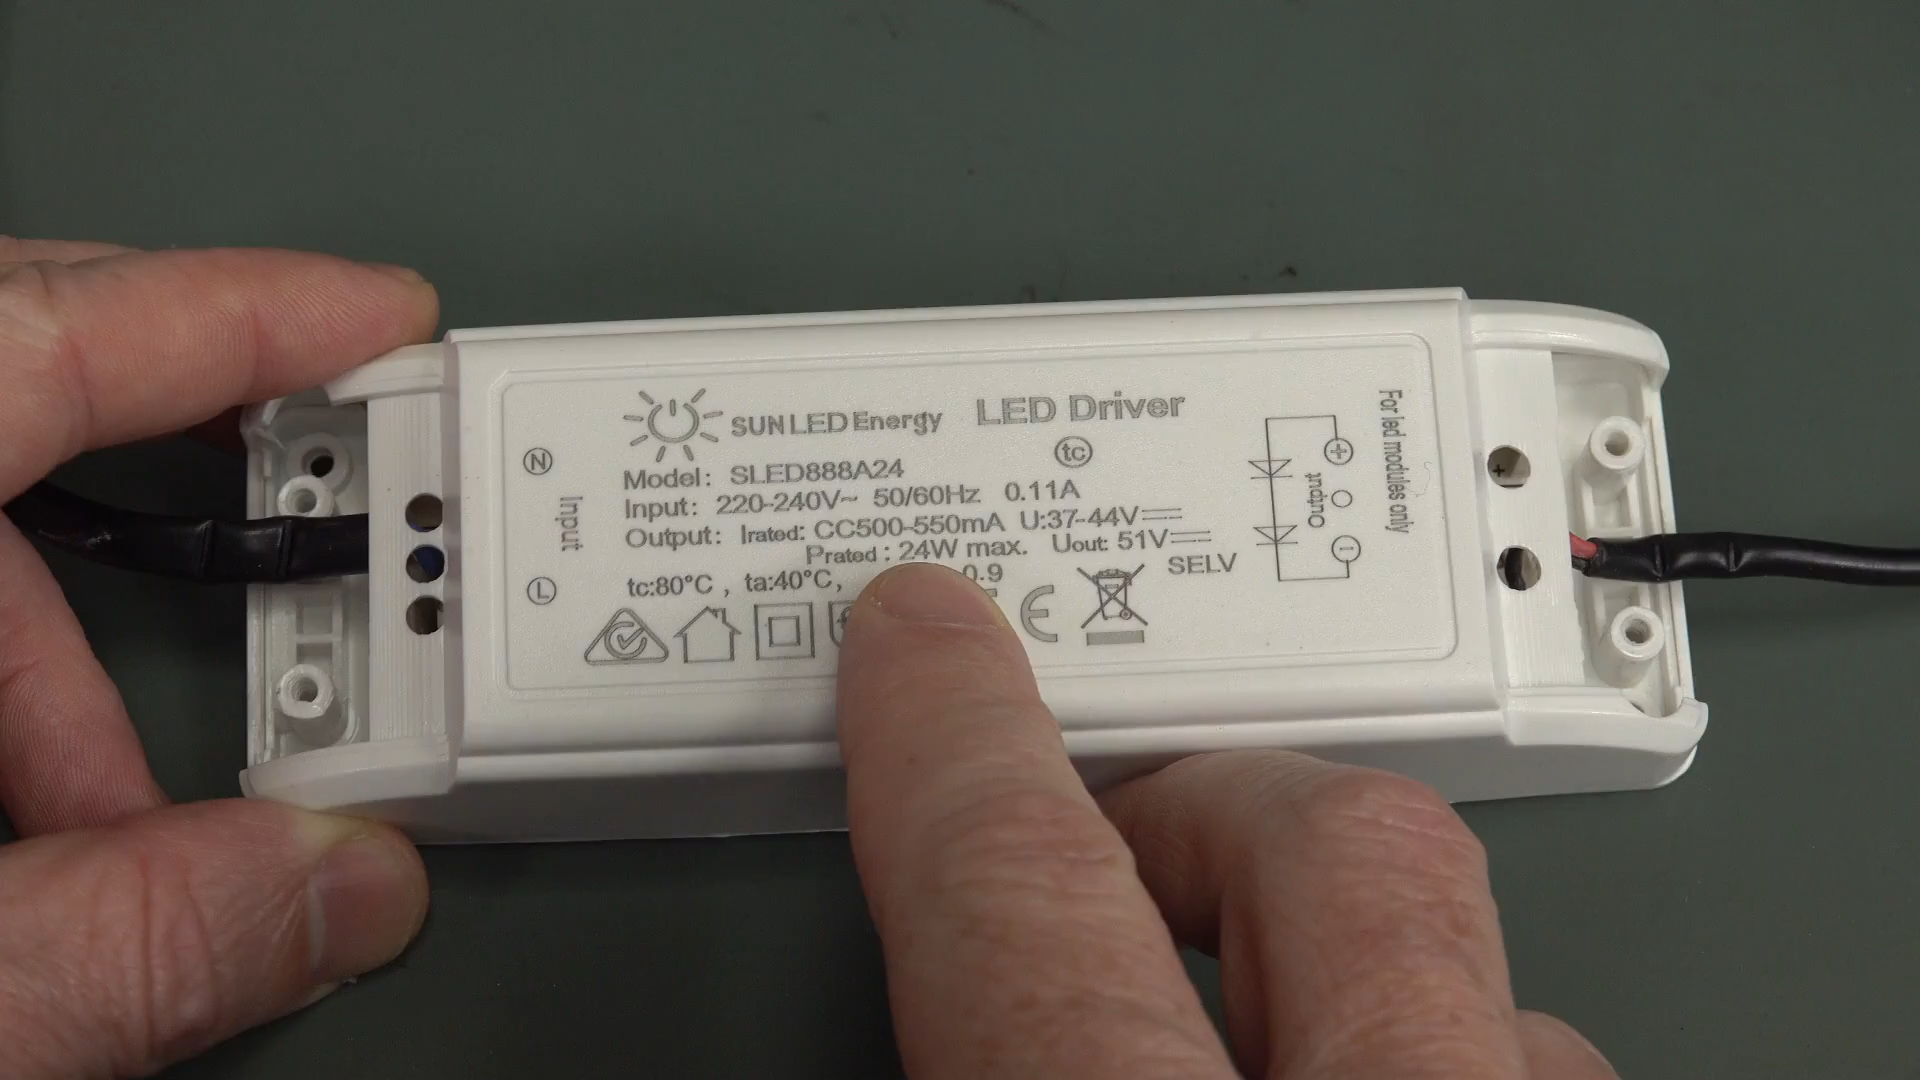 SUN LED Energy LED Driver
tc
Model: SLED888A24
Input: 220-240V~ 50/60Hz 0.11A
Output: Irated: CC500-550mA U:37-44V
Prated: 24W max. Uout: 51V
SELV
tc:80°C , ta:40°C, 0.9
CE
N
Input
L
+
Output
-
For led modules only
+